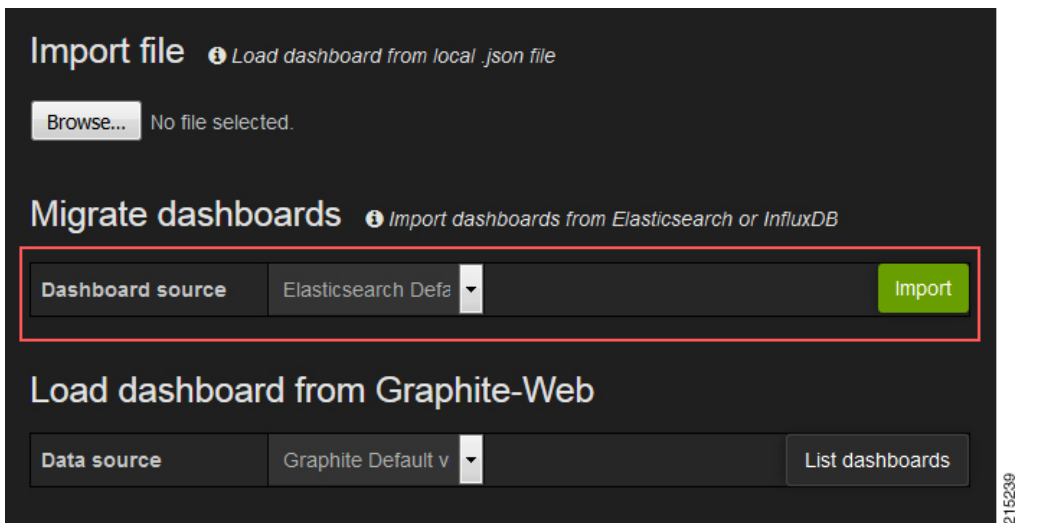 Import file Load dashboard from local .json file
Browse... No file selected.
Migrate dashboards Import dashboards from Elasticsearch or InfluxDB
Dashboard source Elasticsearch Defa Import
Load dashboard from Graphite-Web
Data source Graphite Default v List dashboards
215239